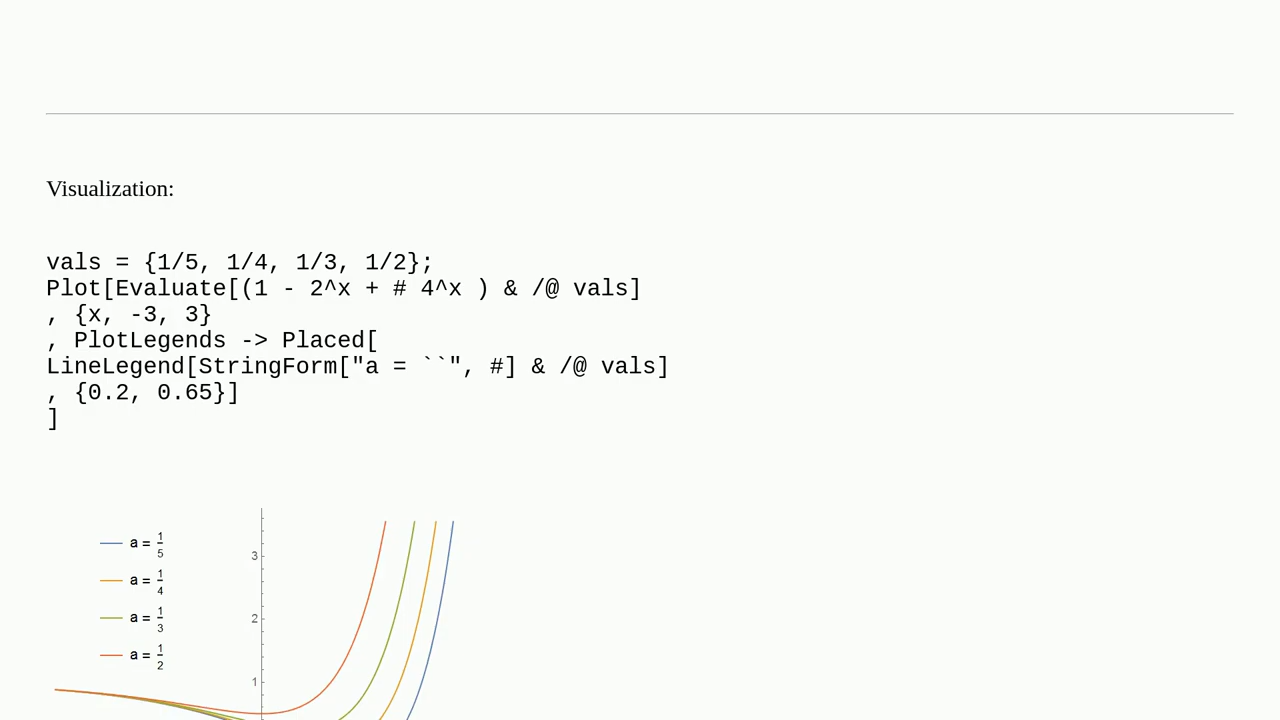 Visualization:
vals = {1/5, 1/4, 1/3, 1/2};
Plot[Evaluate[(1 - 2^x + # 4^x ) & /@ vals]
, {x, -3, 3}
, PlotLegends -> Placed[
LineLegend[StringForm["a = ``", #] & /@ vals]
, {0.2, 0.65}]
]
a = 1/5
a = 1/4
a = 1/3
a = 1/2
3
2
1